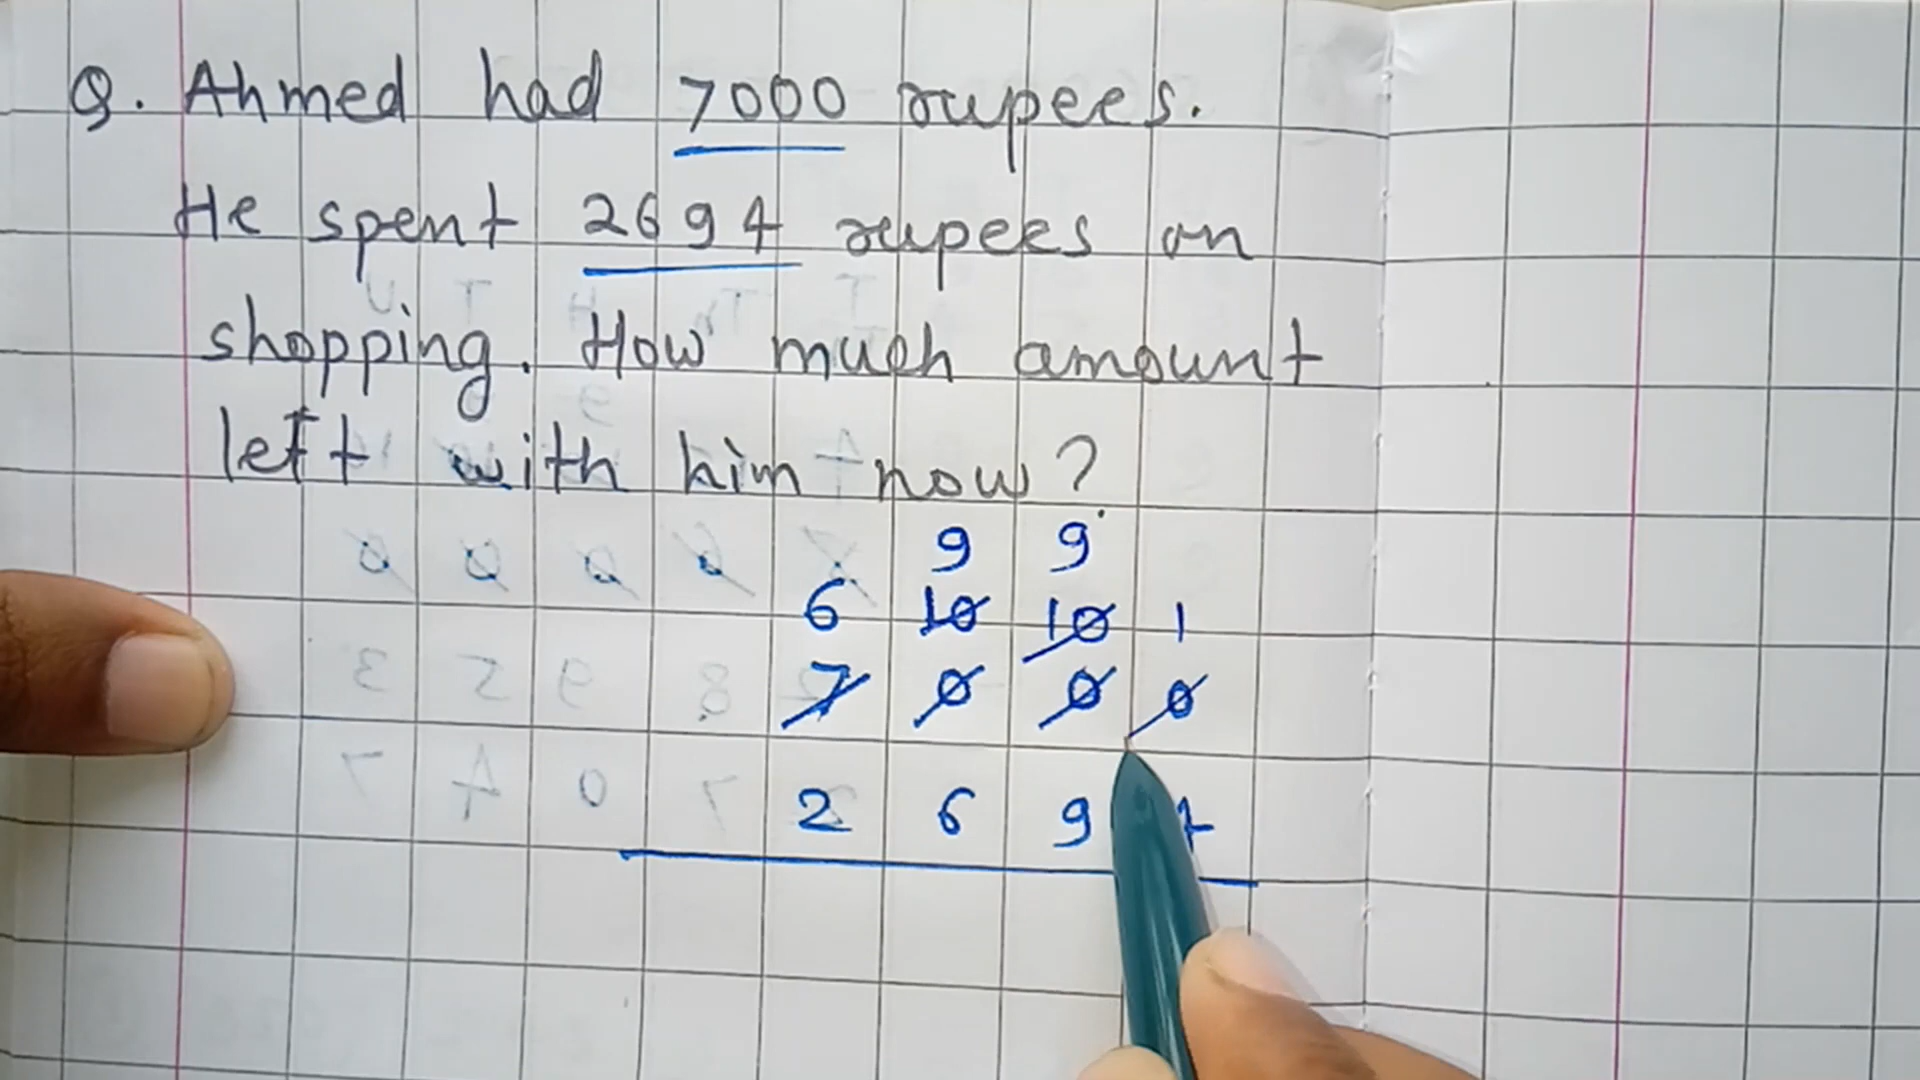 Q. Ahmed had 7000 rupees.
He spent 2694 rupees on
shopping. How much amount
left with him now?
9 9
6 10 10 1
7 0 0 0
2 6 9 4